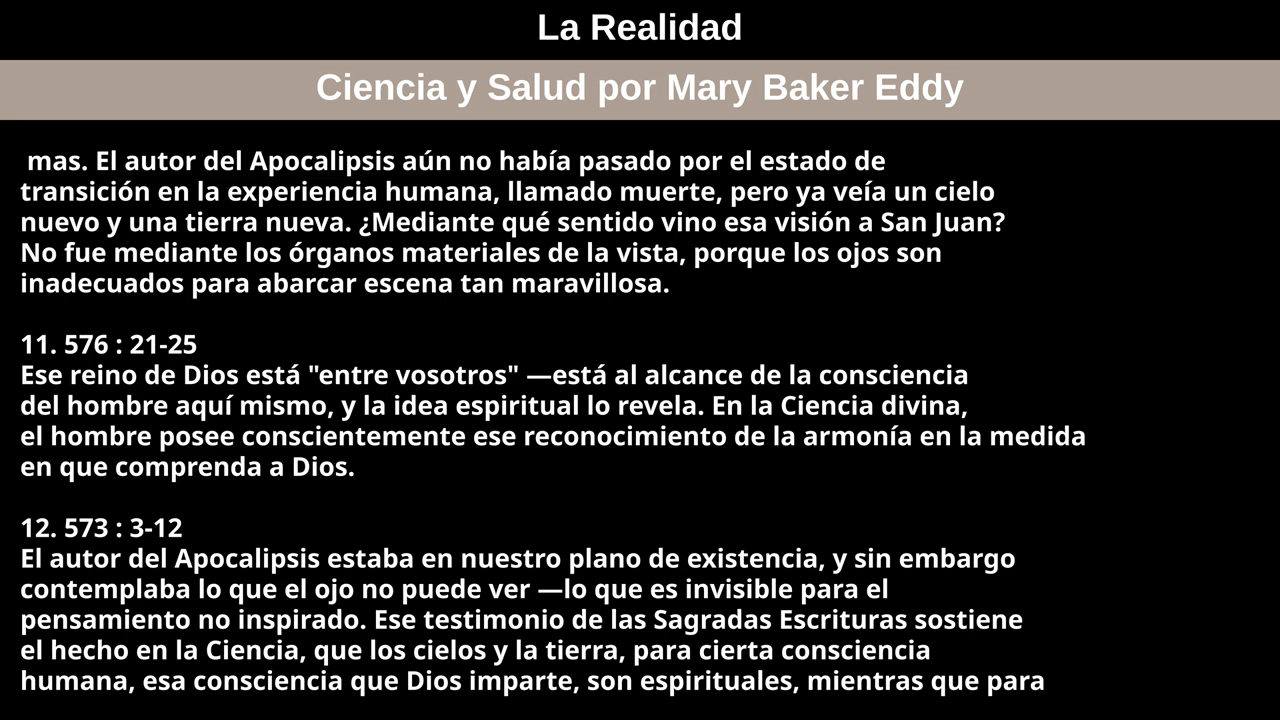 La Realidad
Ciencia y Salud por Mary Baker Eddy
mas. El autor del Apocalipsis aún no había pasado por el estado de
transición en la experiencia humana, llamado muerte, pero ya veía un cielo
nuevo y una tierra nueva. ¿Mediante qué sentido vino esa visión a San Juan?
No fue mediante los órganos materiales de la vista, porque los ojos son
inadecuados para abarcar escena tan maravillosa.
11. 576 : 21-25
Ese reino de Dios está "entre vosotros" —está al alcance de la consciencia
del hombre aquí mismo, y la idea espiritual lo revela. En la Ciencia divina,
el hombre posee conscientemente ese reconocimiento de la armonía en la medida
en que comprenda a Dios.
12. 573 : 3-12
El autor del Apocalipsis estaba en nuestro plano de existencia, y sin embargo
contemplaba lo que el ojo no puede ver —lo que es invisible para el
pensamiento no inspirado. Ese testimonio de las Sagradas Escrituras sostiene
el hecho en la Ciencia, que los cielos y la tierra, para cierta consciencia
humana, esa consciencia que Dios imparte, son espirituales, mientras que para